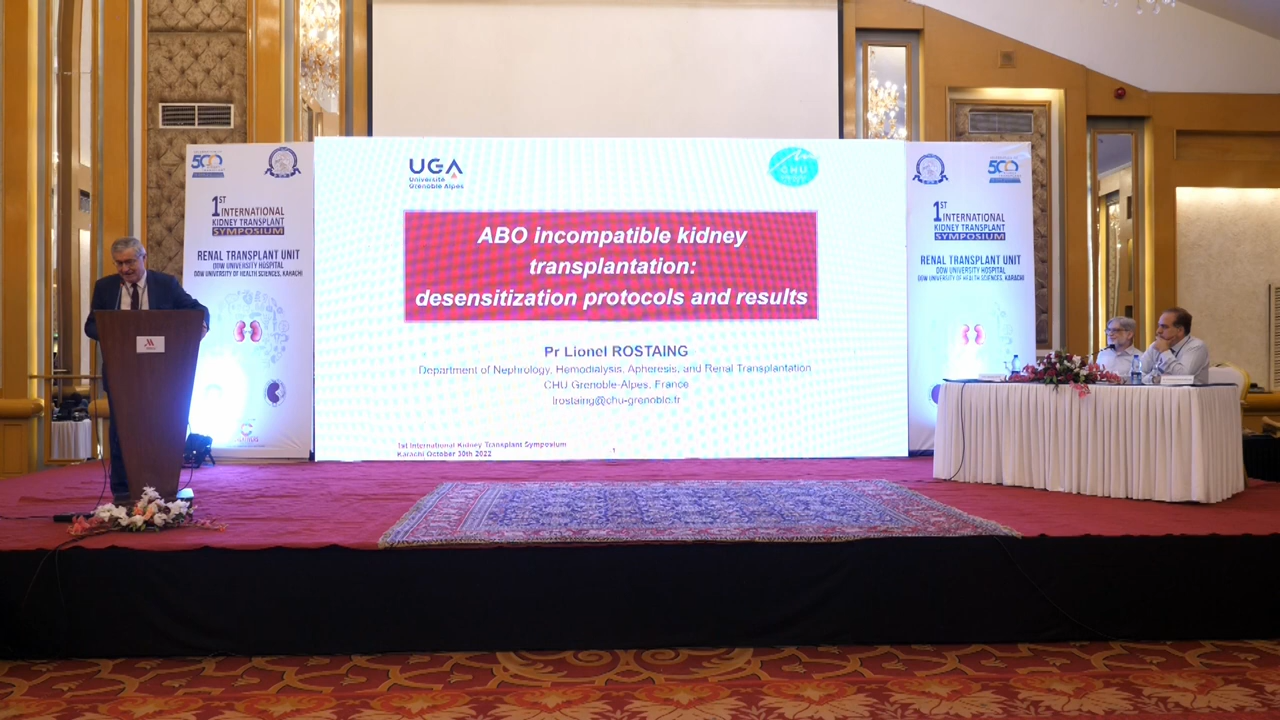 500
1ST
INTERNATIONAL
KIDNEY TRANSPLANT
SYMPOSIUM
RENAL TRANSPLANT UNIT
DOW UNIVERSITY HOSPITAL
DOW UNIVERSITY OF HEALTH SCIENCES, KARACHI
UGA
Université
Grenoble Alpes
CHU
ABO incompatible kidney
transplantation:
desensitization protocols and results
Pr Lionel ROSTAING
Department of Nephrology, Hemodialysis, Apheresis, and Renal Transplantation
CHU Grenoble-Alpes, France
lrostaing@chu-grenoble.fr
1st International Kidney Transplant Symposium
Karachi October 30th 2022
1
500
1ST
INTERNATIONAL
KIDNEY TRANSPLANT
SYMPOSIUM
RENAL TRANSPLANT UNIT
DOW UNIVERSITY HOSPITAL
DOW UNIVERSITY OF HEALTH SCIENCES, KARACHI